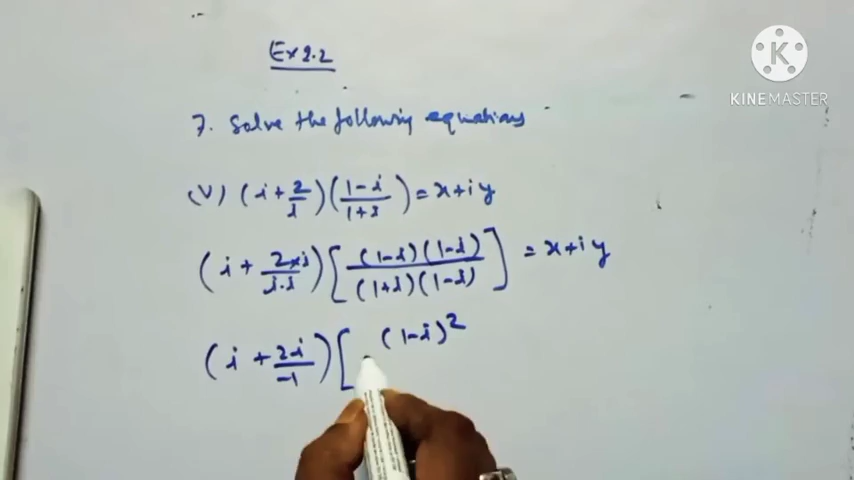 Ex 2.2
K
KINEMASTER
7. Solve the following equations
(V) (i + 2/i) (1-i/1+i) = x+iy
(i + 2×i/i·i) [(1-i)(1-i)/(1+i)(1-i)] = x+iy
(i + 2i/-1) [ (1-i)²